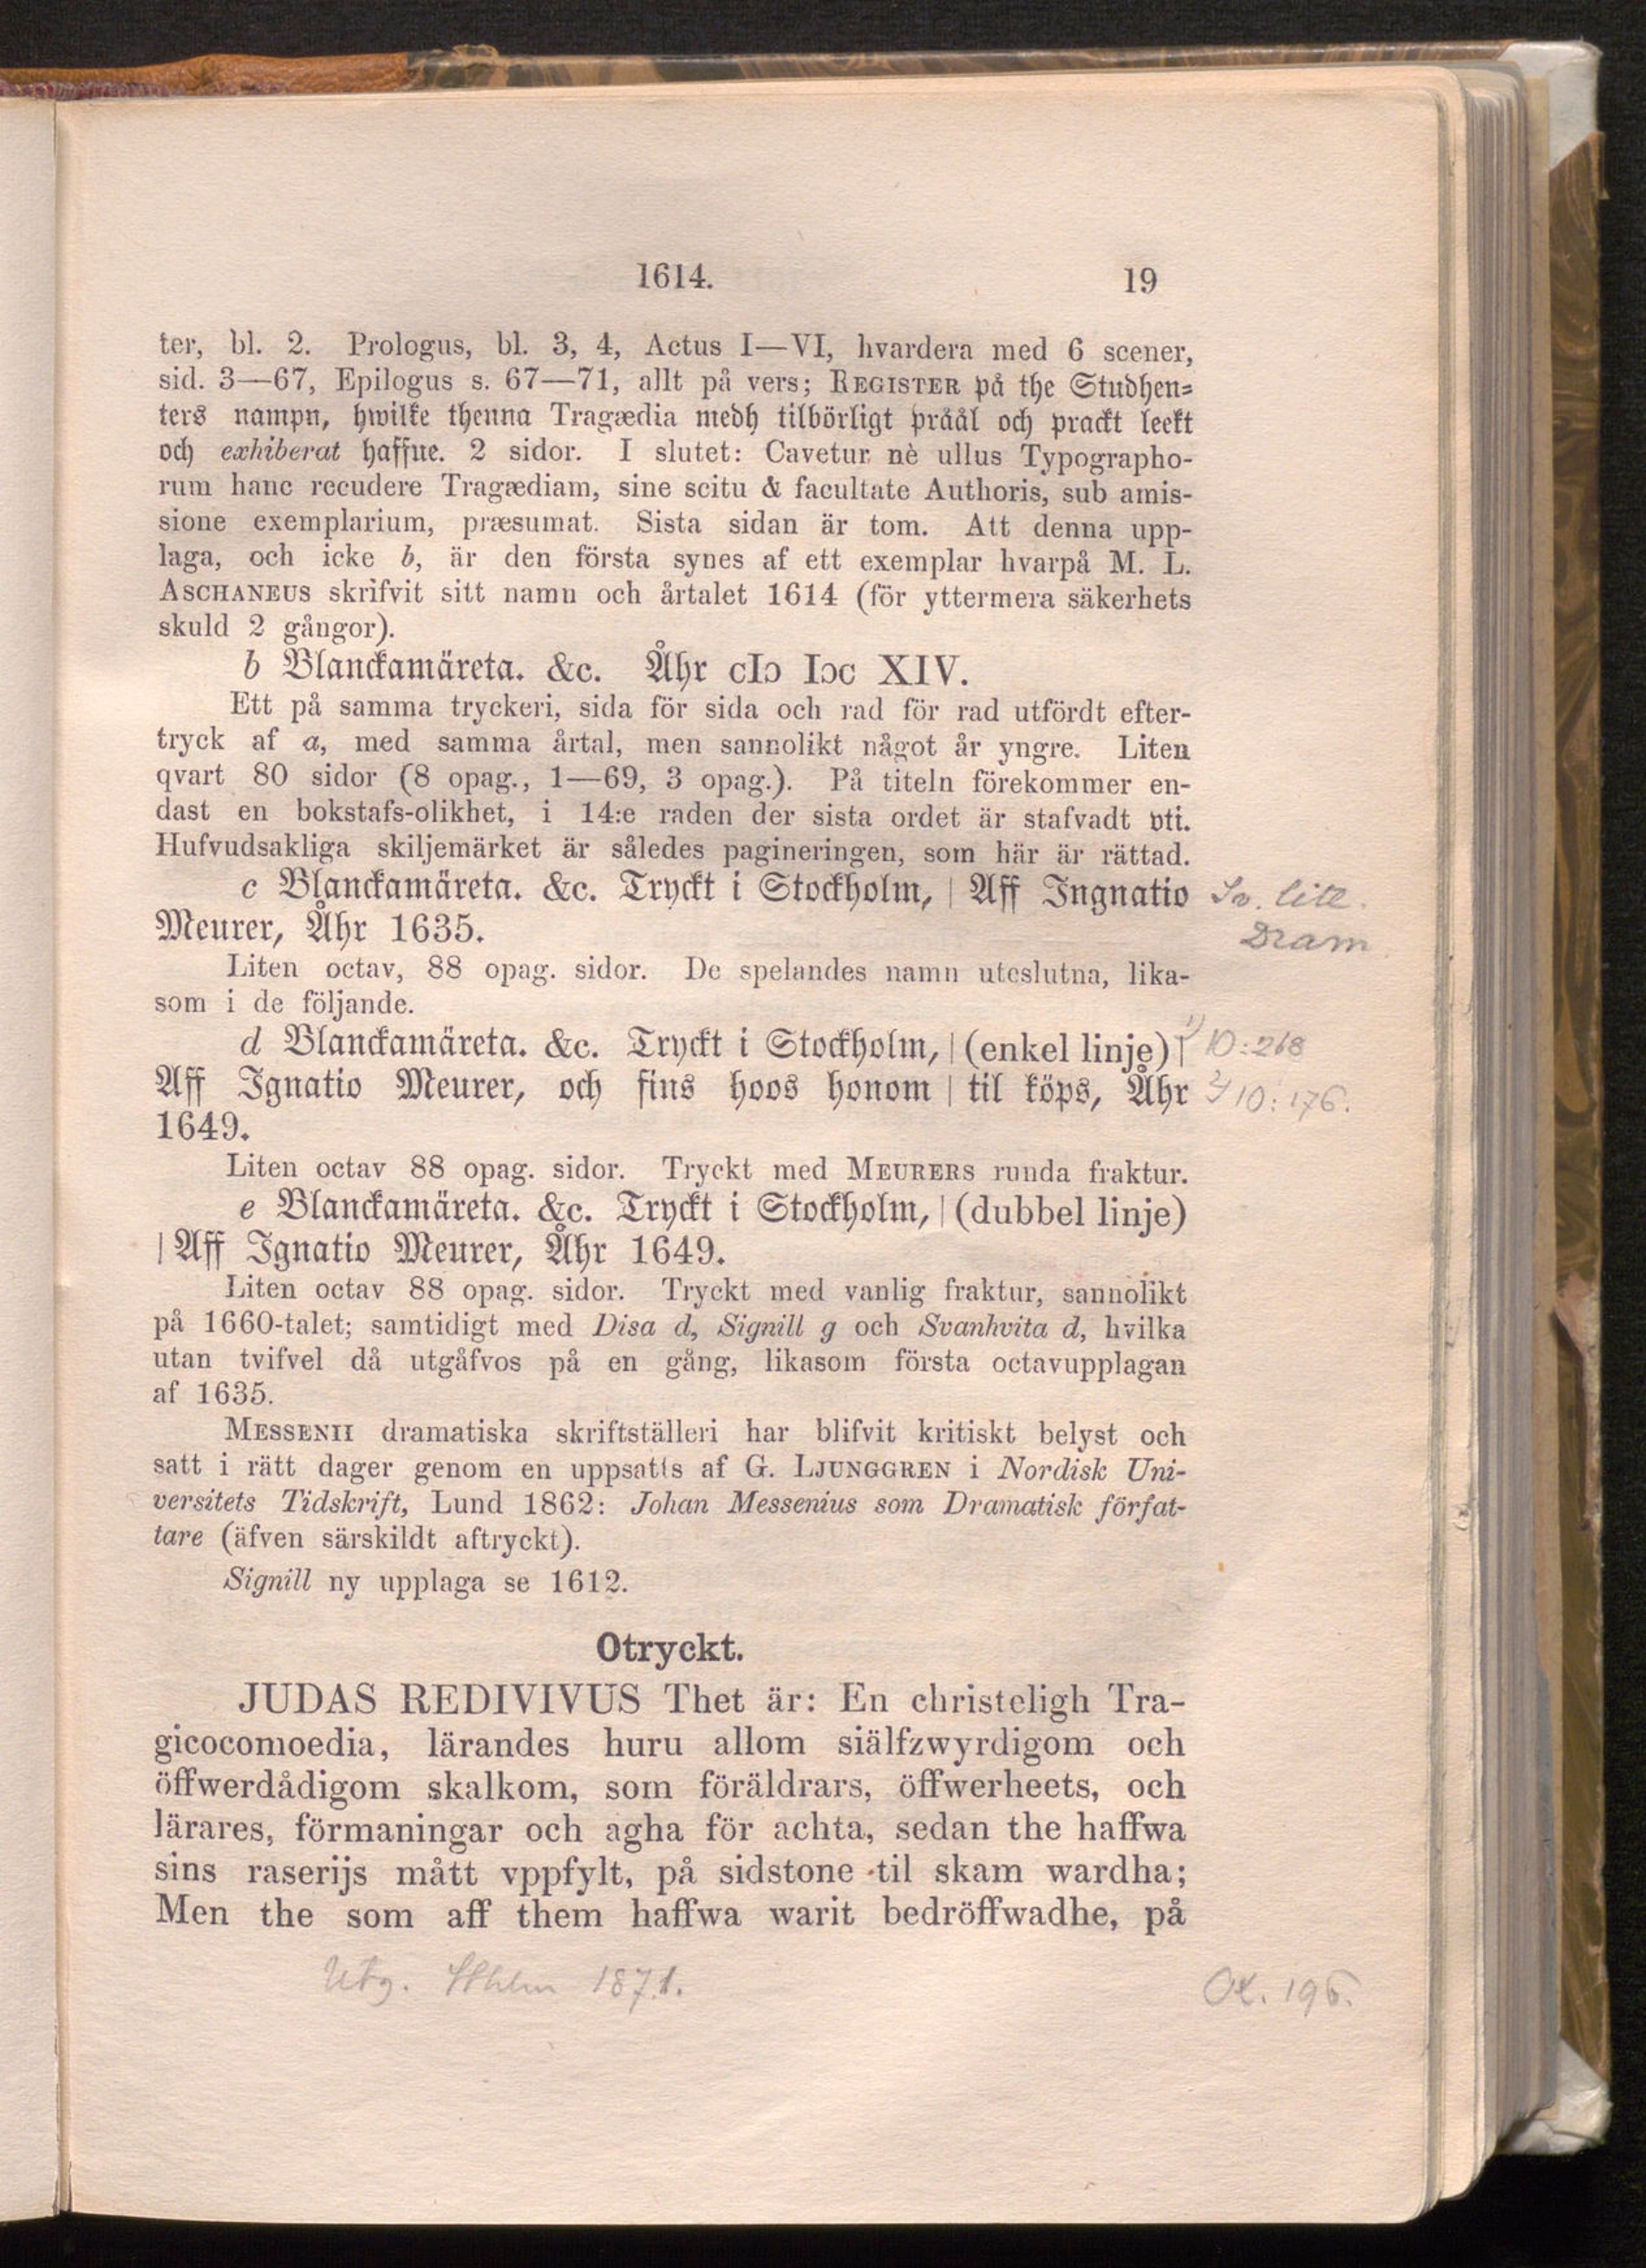 1614.
19
ter, bl. 2. Prologus, bl. 3, 4, Actus I—VI, hvardera med 6 scener,
sid. 3—67, Epilogus s. 67—71, allt på vers; REGISTER på the Studhen=
ters nampn, hwilke thenna Tragædia medh tilbörligt pråål och prackt leekt
och exhiberat haffue. 2 sidor. I slutet: Cavetur nè ullus Typographo-
rum hanc recudere Tragædiam, sine scitu & facultate Authoris, sub amis-
sione exemplarium, præsumat. Sista sidan är tom. Att denna upp-
laga, och icke b, är den första synes af ett exemplar hvarpå M. L.
ASCHANEUS skrifvit sitt namn och årtalet 1614 (för yttermera säkerhets
skuld 2 gångor).
b Blanckamäreta. &c. Åhr cIɔ Iɔc XIV.
Ett på samma tryckeri, sida för sida och rad för rad utfördt efter-
tryck af a, med samma årtal, men sannolikt något år yngre. Liten
qvart 80 sidor (8 opag., 1—69, 3 opag.). På titeln förekommer en-
dast en bokstafs-olikhet, i 14:e raden der sista ordet är stafvadt vti.
Hufvudsakliga skiljemärket är således pagineringen, som här är rättad.
c Blanckamäreta. &c. Tryckt i Stockholm, | Aff Ingnatio
Sv. litt.
Meurer, Åhr 1635.
Dram.
Liten octav, 88 opag. sidor. De spelandes namn uteslutna, lika-
som i de följande.
d Blanckamäreta. &c. Tryckt i Stockholm, | (enkel linje) |
1) 10:268
Aff Ignatio Meurer, och fins hoos honom | til köps, Åhr
2) 10:176.
1649.
Liten octav 88 opag. sidor. Tryckt med MEURERS runda fraktur.
e Blanckamäreta. &c. Tryckt i Stockholm, | (dubbel linje)
| Aff Ignatio Meurer, Åhr 1649.
Liten octav 88 opag. sidor. Tryckt med vanlig fraktur, sannolikt
på 1660-talet; samtidigt med Disa d, Signill g och Svanhvita d, hvilka
utan tvifvel då utgåfvos på en gång, likasom första octavupplagan
af 1635.
MESSENII dramatiska skriftställeri har blifvit kritiskt belyst och
satt i rätt dager genom en uppsatts af G. LJUNGGREN i Nordisk Uni-
versitets Tidskrift, Lund 1862: Johan Messenius som Dramatisk förfat-
tare (äfven särskildt aftryckt).
Signill ny upplaga se 1612.
Otryckt.
JUDAS REDIVIVUS Thet är: En christeligh Tra-
gicocomoedia, lärandes huru allom siälfzwyrdigom och
öffwerdådigom skalkom, som föräldrars, öffwerheets, och
lärares, förmaningar och agha för achta, sedan the haffwa
sins raserijs mått vppfylt, på sidstone til skam wardha;
Men the som aff them haffwa warit bedröffwadhe, på
Utg. Sthlm 1871.
196.